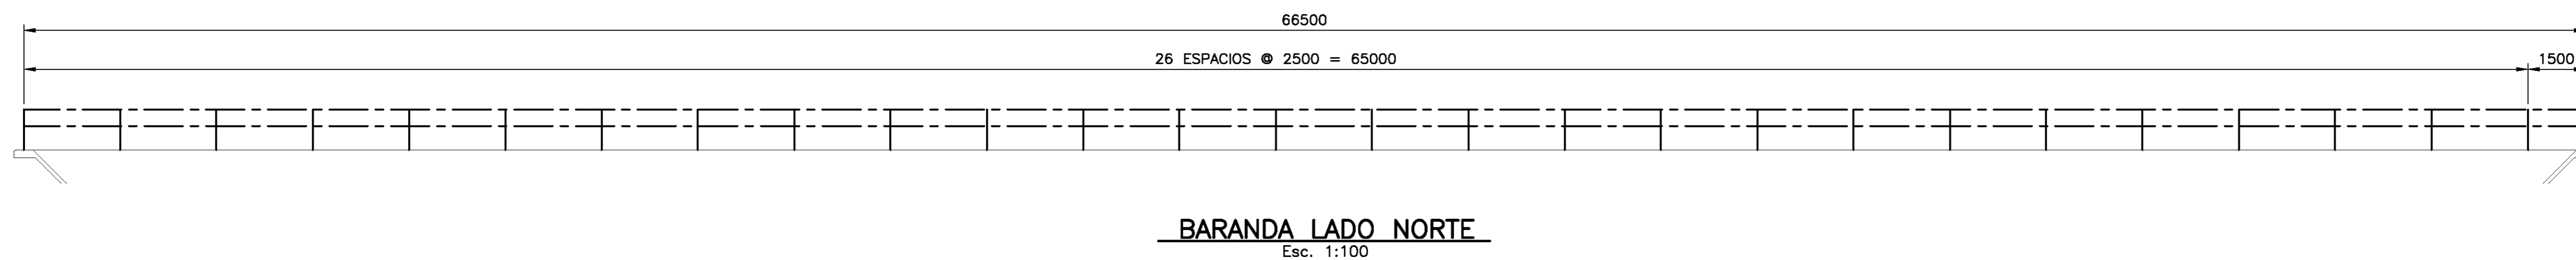 66500
26 ESPACIOS @ 2500 = 65000
1500
BARANDA LADO NORTE
Esc. 1:100